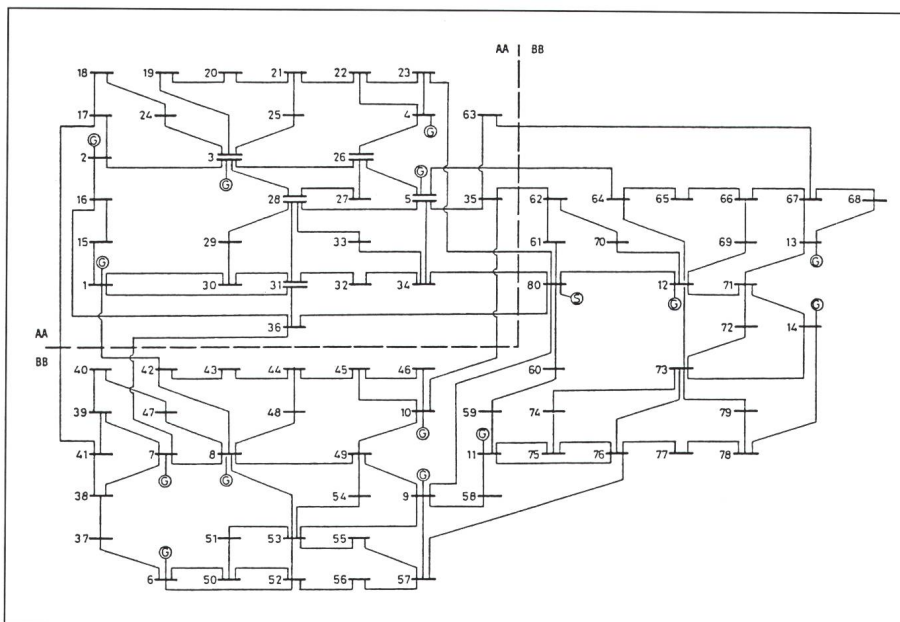 AA BB
18 19 20 21 22 23
17 24 25 4 G 63
G
2 3 26 G
G
16 28 27 5 35 62 64 65 66 67 68
15 29 33 61 70 69 13
G G
1 30 31 32 34 80 12 71 G
S G
36 72 14
AA
BB
40 42 43 44 45 46 60 73
39 47 48 10 59 74 79
G G
41 7 8 49 11 75 76 77 78
G G G
38 54 9 58
37 51 53 55
G
6 50 52 56 57